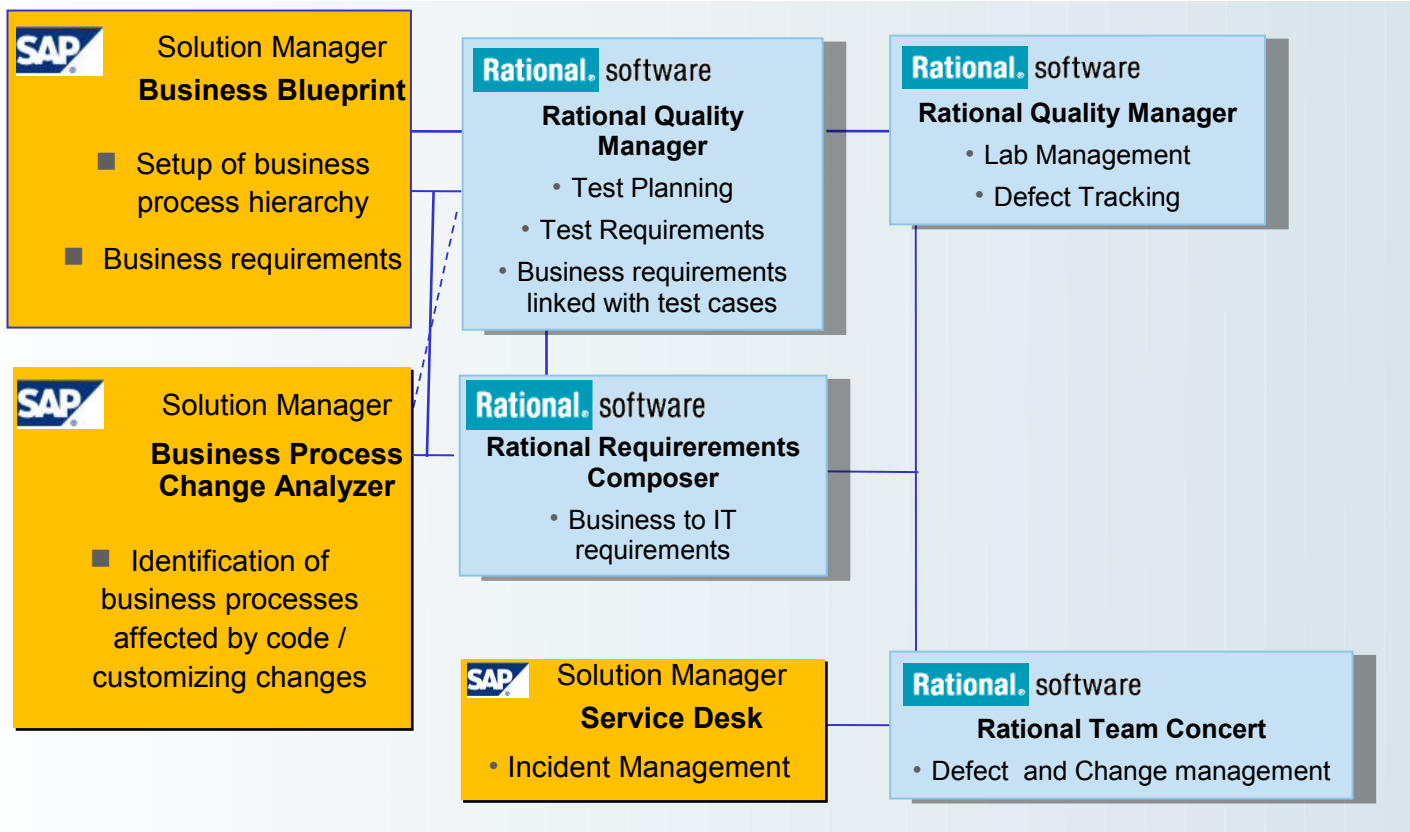 SAP
Solution Manager
Business Blueprint
■ Setup of business
process hierarchy
■ Business requirements
Rational. software
Rational Quality
Manager
• Test Planning
• Test Requirements
• Business requirements
linked with test cases
Rational. software
Rational Quality Manager
• Lab Management
• Defect Tracking
SAP
Solution Manager
Business Process
Change Analyzer
■ Identification of
business processes
affected by code /
customizing changes
Rational. software
Rational Requirerements
Composer
• Business to IT
requirements
SAP
Solution Manager
Service Desk
• Incident Management
Rational. software
Rational Team Concert
• Defect and Change management